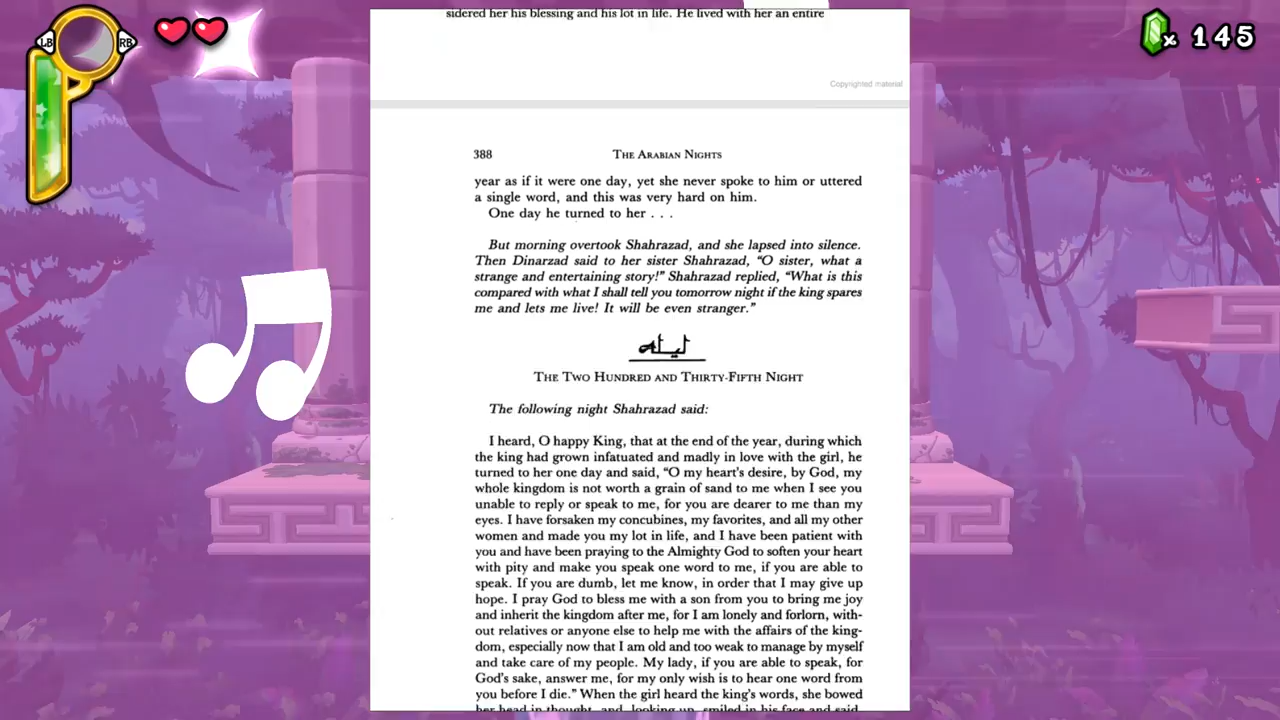 sidered her his blessing and his lot in life. He lived with her an entire
LB
RB
x 145
Copyrighted material
388
THE ARABIAN NIGHTS
year as if it were one day, yet she never spoke to him or uttered
a single word, and this was very hard on him.
One day he turned to her . . .
But morning overtook Shahrazad, and she lapsed into silence.
Then Dinarzad said to her sister Shahrazad, “O sister, what a
strange and entertaining story!” Shahrazad replied, “What is this
compared with what I shall tell you tomorrow night if the king spares
me and lets me live! It will be even stranger.”
ليلة
THE TWO HUNDRED AND THIRTY-FIFTH NIGHT
The following night Shahrazad said:
I heard, O happy King, that at the end of the year, during which
the king had grown infatuated and madly in love with the girl, he
turned to her one day and said, “O my heart's desire, by God, my
whole kingdom is not worth a grain of sand to me when I see you
unable to reply or speak to me, for you are dearer to me than my
eyes. I have forsaken my concubines, my favorites, and all my other
women and made you my lot in life, and I have been patient with
you and have been praying to the Almighty God to soften your heart
with pity and make you speak one word to me, if you are able to
speak. If you are dumb, let me know, in order that I may give up
hope. I pray God to bless me with a son from you to bring me joy
and inherit the kingdom after me, for I am lonely and forlorn, with-
out relatives or anyone else to help me with the affairs of the king-
dom, especially now that I am old and too weak to manage by myself
and take care of my people. My lady, if you are able to speak, for
God's sake, answer me, for my only wish is to hear one word from
you before I die.” When the girl heard the king's words, she bowed
her head in thought, and, looking up, smiled in his face and said,